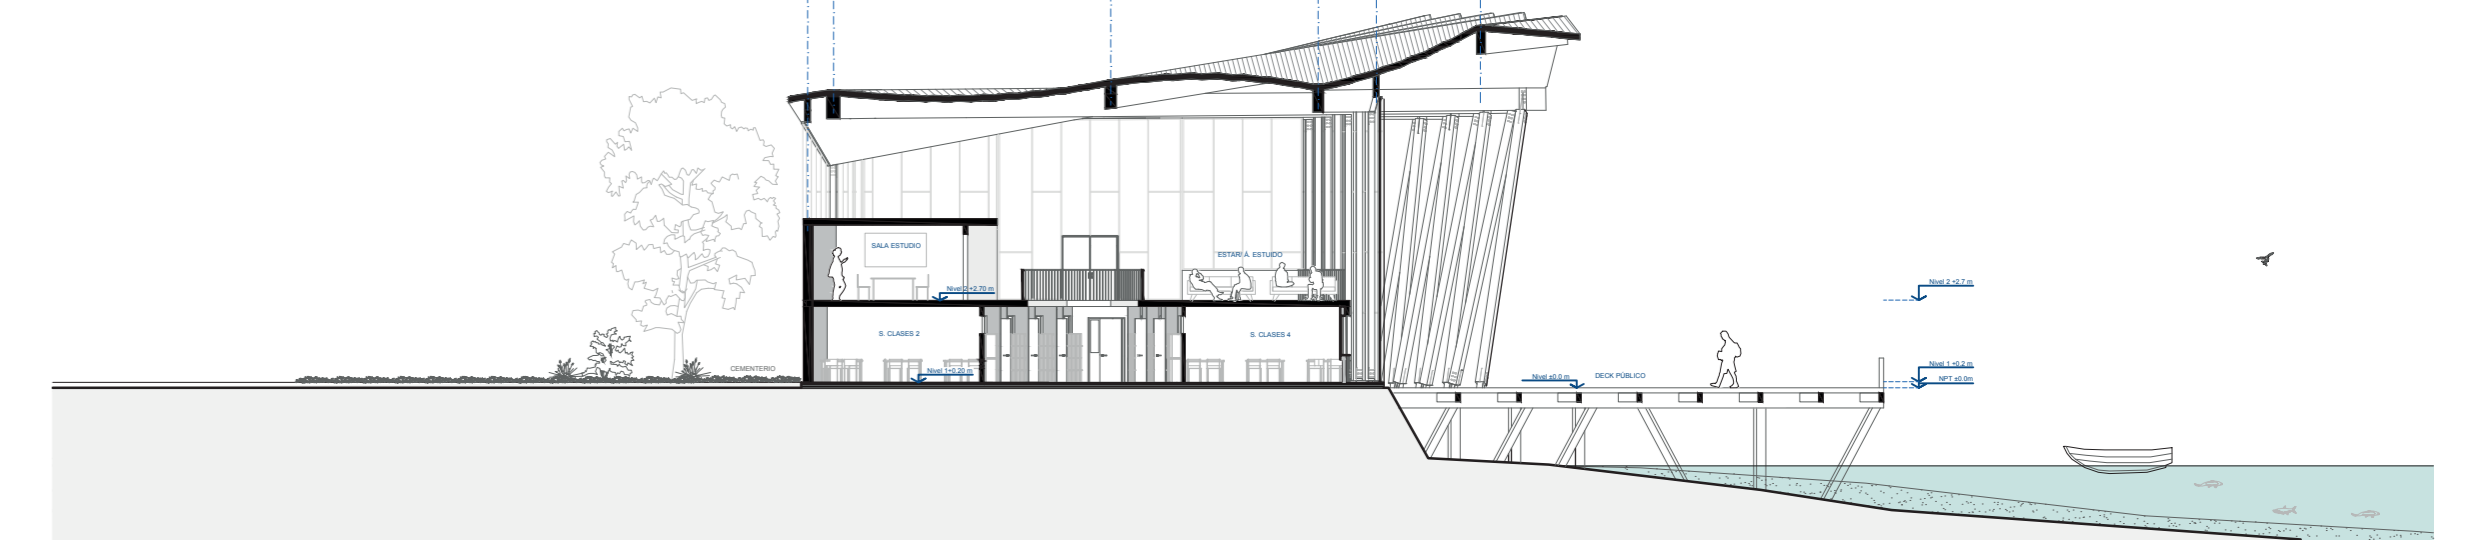 SALA ESTUDIO
ESTAR/ A. ESTUIDO
Nivel 2 +2.70 m
Nivel 2 +2.7 m
S. CLASES 2
S. CLASES 4
CEMENTERIO
Nivel 1+0.20 m
Nivel ±0.0 m
DECK PÚBLICO
Nivel 1 +0.2 m
NPT ±0.0m